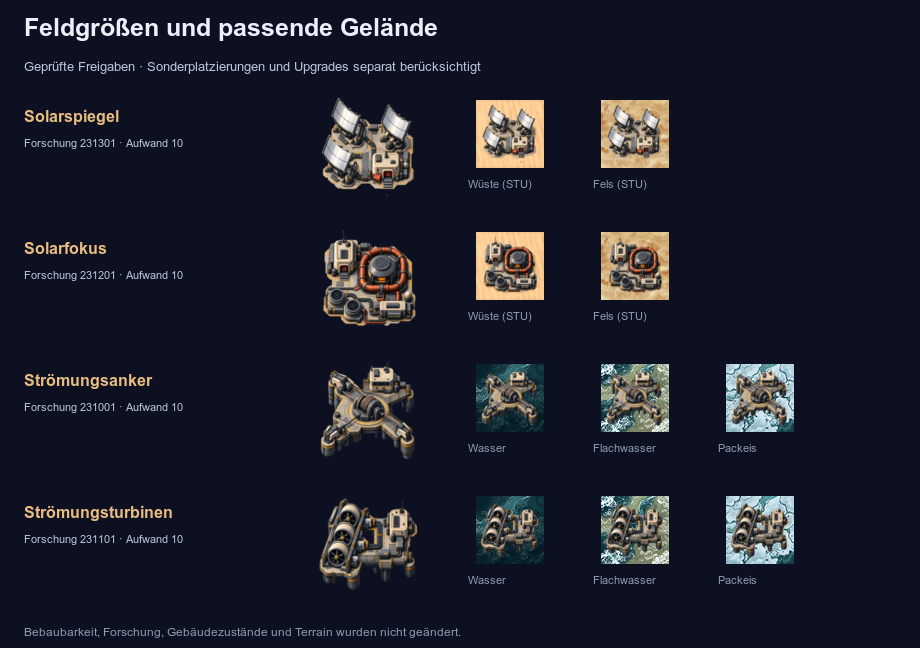 Feldgrößen und passende Gelände
Geprüfte Freigaben · Sonderplatzierungen und Upgrades separat berücksichtigt
Solarspiegel
Forschung 231301 · Aufwand 10
Wüste (STU)
Fels (STU)
Solarfokus
Forschung 231201 · Aufwand 10
Wüste (STU)
Fels (STU)
Strömungsanker
Forschung 231001 · Aufwand 10
Wasser
Flachwasser
Packeis
Strömungsturbinen
Forschung 231101 · Aufwand 10
Wasser
Flachwasser
Packeis
Bebaubarkeit, Forschung, Gebäudezustände und Terrain wurden nicht geändert.